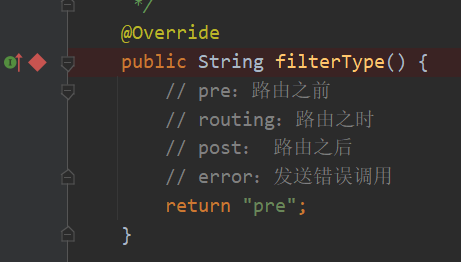 */
@Override
public String filterType() {
// pre：路由之前
// routing：路由之时
// post： 路由之后
// error：发送错误调用
return "pre";
}